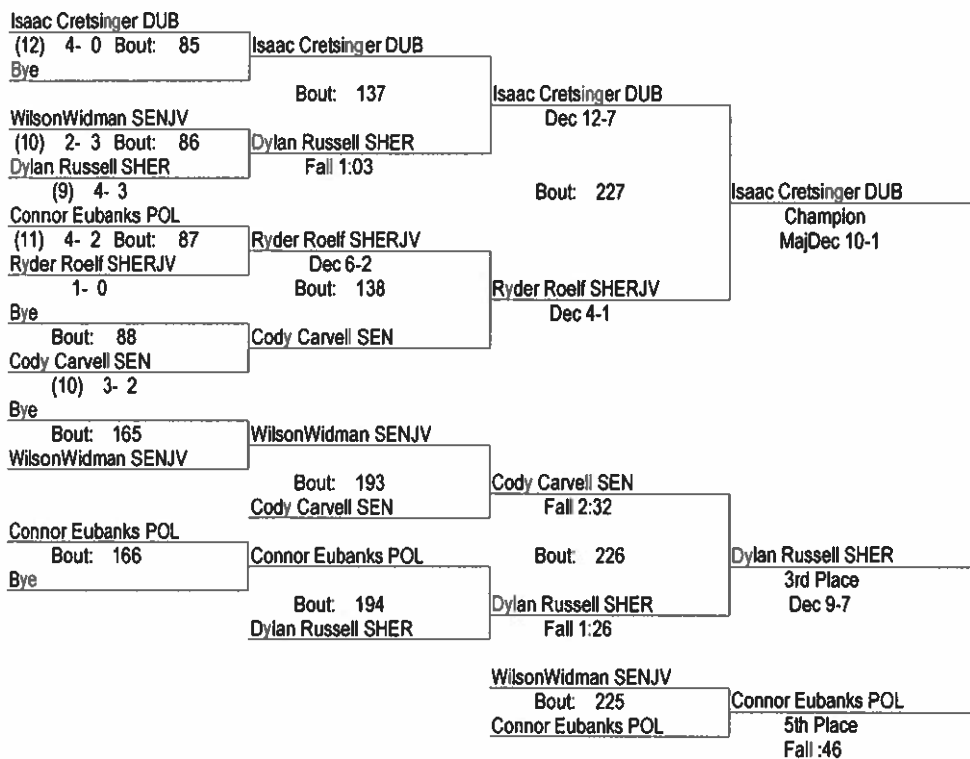 Isaac Cretsinger DUB
(12) 4- 0 Bout: 85
Bye
Isaac Cretsinger DUB
Bout: 137
WilsonWidman SENJV
(10) 2- 3 Bout: 86
Dylan Russell SHER
(9) 4- 3
Dylan Russell SHER
Fall 1:03
Isaac Cretsinger DUB
Dec 12-7
Bout: 227
Connor Eubanks POL
(11) 4- 2 Bout: 87
Ryder Roelf SHERJV
1- 0
Ryder Roelf SHERJV
Dec 6-2
Bout: 138
Bye
Bout: 88
Cody Carvell SEN
(10) 3- 2
Cody Carvell SEN
Ryder Roelf SHERJV
Dec 4-1
Isaac Cretsinger DUB
Champion
MajDec 10-1
Bye
Bout: 165
WilsonWidman SENJV
WilsonWidman SENJV
Bout: 193
Cody Carvell SEN
Cody Carvell SEN
Fall 2:32
Bout: 226
Connor Eubanks POL
Bout: 166
Bye
Connor Eubanks POL
Bout: 194
Dylan Russell SHER
Dylan Russell SHER
Fall 1:26
Dylan Russell SHER
3rd Place
Dec 9-7
WilsonWidman SENJV
Bout: 225
Connor Eubanks POL
Connor Eubanks POL
5th Place
Fall :46